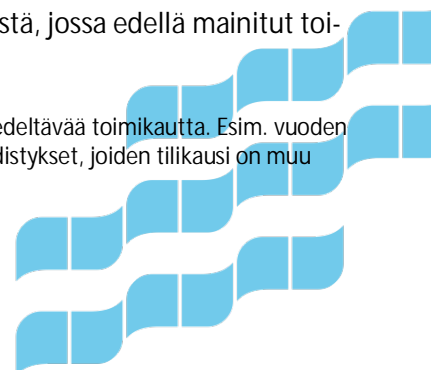 stä, jossa edellä mainitut toi-
edeltävää toimikautta. Esim. vuoden
distykset, joiden tilikausi on muu